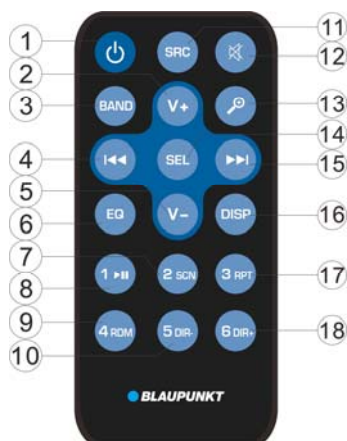 1 SRC 11
12
2
3 BAND V+ 13
14
4 SEL 15
5
6 EQ V- DISP 16
7
1 2 SCN 3 RPT 17
8
9
4 RDM 5 DIR- 6 DIR+ 18
10
BLAUPUNKT